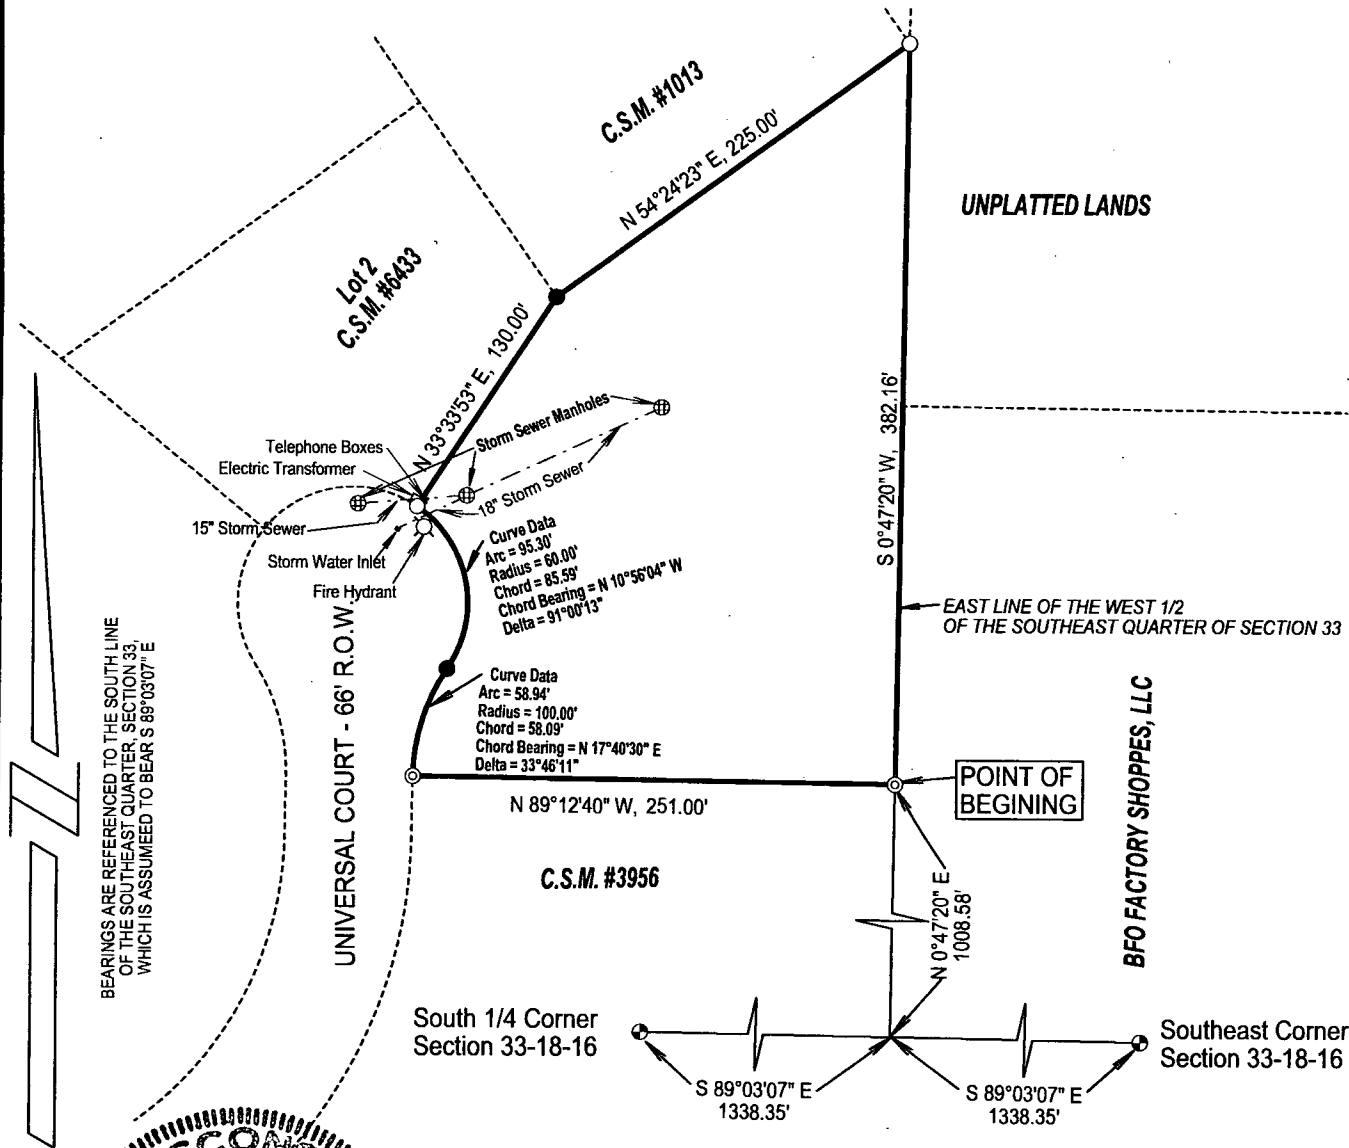 C.S.M. #1013
N 54°24'23" E, 225.00'
UNPLATTED LANDS
Lot 2
C.S.M. #6433
N 33°33'53" E, 130.00'
S 0°47'20" W, 382.16'
Storm Sewer Manholes
Telephone Boxes
Electric Transformer
18" Storm Sewer
15" Storm Sewer
Storm Water Inlet
Fire Hydrant
Curve Data
Arc = 95.30'
Radius = 60.00'
Chord = 85.59'
Chord Bearing = N 10°56'04" W
Delta = 91°00'13"
EAST LINE OF THE WEST 1/2
OF THE SOUTHEAST QUARTER OF SECTION 33
BEARINGS ARE REFERENCED TO THE SOUTH LINE
OF THE SOUTHEAST QUARTER, SECTION 33,
WHICH IS ASSUMEED TO BEAR S 89°03'07" E
UNIVERSAL COURT - 66' R.O.W.
Curve Data
Arc = 58.94'
Radius = 100.00'
Chord = 58.09'
Chord Bearing = N 17°40'30" E
Delta = 33°46'11"
N 89°12'40" W, 251.00'
POINT OF
BEGINING
BFO FACTORY SHOPPES, LLC
C.S.M. #3956
N 0°47'20" E
1008.58'
South 1/4 Corner
Section 33-18-16
Southeast Corner
Section 33-18-16
S 89°03'07" E
1338.35'
S 89°03'07" E
1338.35'